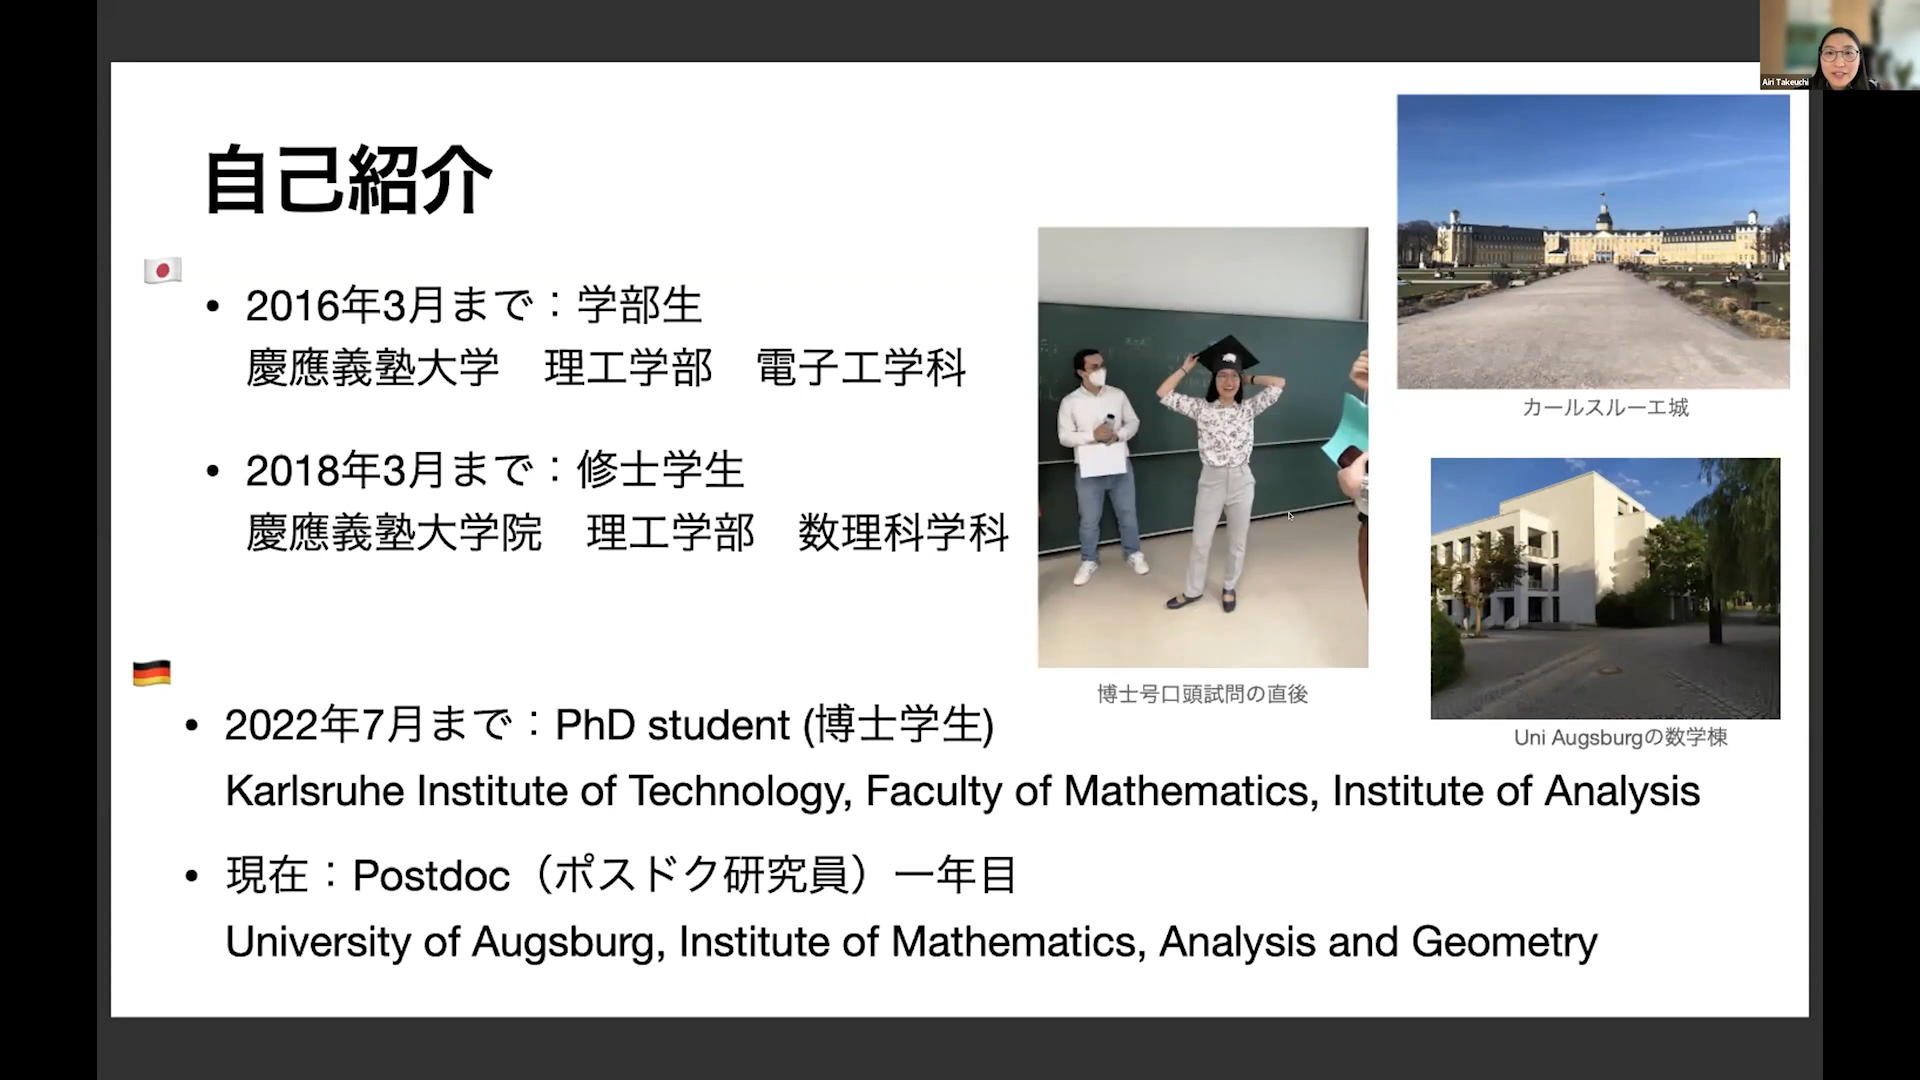 Airi Takeuchi
自己紹介
• 2016年3月まで：学部生
慶應義塾大学　理工学部　電子工学科
• 2018年3月まで：修士学生
慶應義塾大学院　理工学部　数理科学科
カールスルーエ城
博士号口頭試問の直後
Uni Augsburgの数学棟
• 2022年7月まで：PhD student (博士学生)
Karlsruhe Institute of Technology, Faculty of Mathematics, Institute of Analysis
• 現在：Postdoc（ポスドク研究員）一年目
University of Augsburg, Institute of Mathematics, Analysis and Geometry